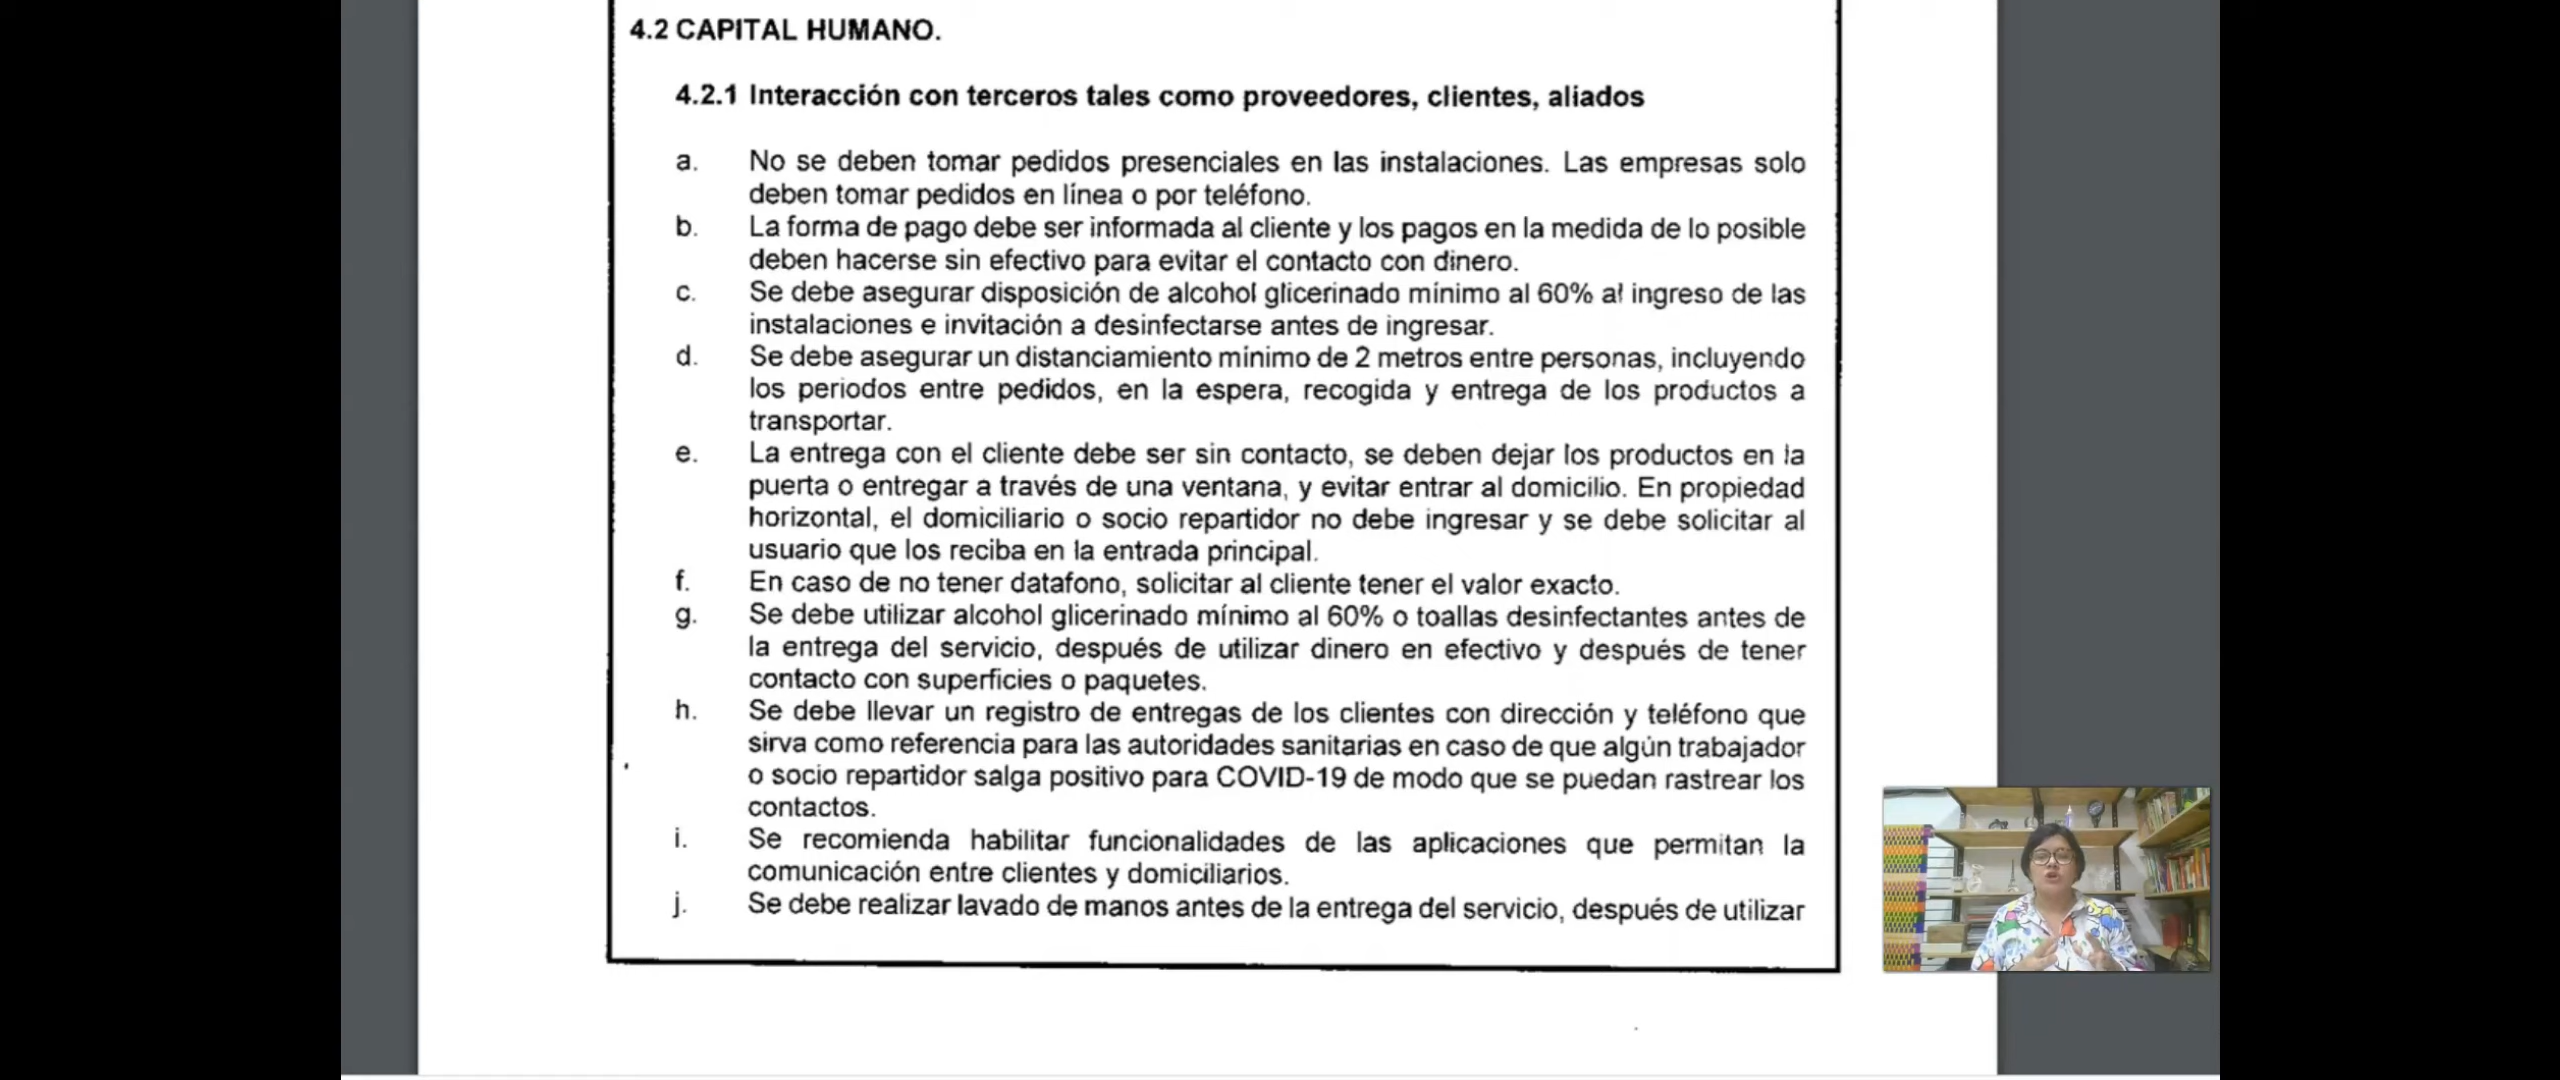 4.2 CAPITAL HUMANO.
4.2.1 Interacción con terceros tales como proveedores, clientes, aliados
a. No se deben tomar pedidos presenciales en las instalaciones. Las empresas solo
deben tomar pedidos en línea o por teléfono.
b. La forma de pago debe ser informada al cliente y los pagos en la medida de lo posible
deben hacerse sin efectivo para evitar el contacto con dinero.
c. Se debe asegurar disposición de alcohol glicerinado mínimo al 60% al ingreso de las
instalaciones e invitación a desinfectarse antes de ingresar.
d. Se debe asegurar un distanciamiento mínimo de 2 metros entre personas, incluyendo
los periodos entre pedidos, en la espera, recogida y entrega de los productos a
transportar.
e. La entrega con el cliente debe ser sin contacto, se deben dejar los productos en la
puerta o entregar a través de una ventana, y evitar entrar al domicilio. En propiedad
horizontal, el domiciliario o socio repartidor no debe ingresar y se debe solicitar al
usuario que los reciba en la entrada principal.
f. En caso de no tener datafono, solicitar al cliente tener el valor exacto.
g. Se debe utilizar alcohol glicerinado mínimo al 60% o toallas desinfectantes antes de
la entrega del servicio, después de utilizar dinero en efectivo y después de tener
contacto con superficies o paquetes.
h. Se debe llevar un registro de entregas de los clientes con dirección y teléfono que
sirva como referencia para las autoridades sanitarias en caso de que algún trabajador
o socio repartidor salga positivo para COVID-19 de modo que se puedan rastrear los
contactos.
i. Se recomienda habilitar funcionalidades de las aplicaciones que permitan la
comunicación entre clientes y domiciliarios.
j. Se debe realizar lavado de manos antes de la entrega del servicio, después de utilizar